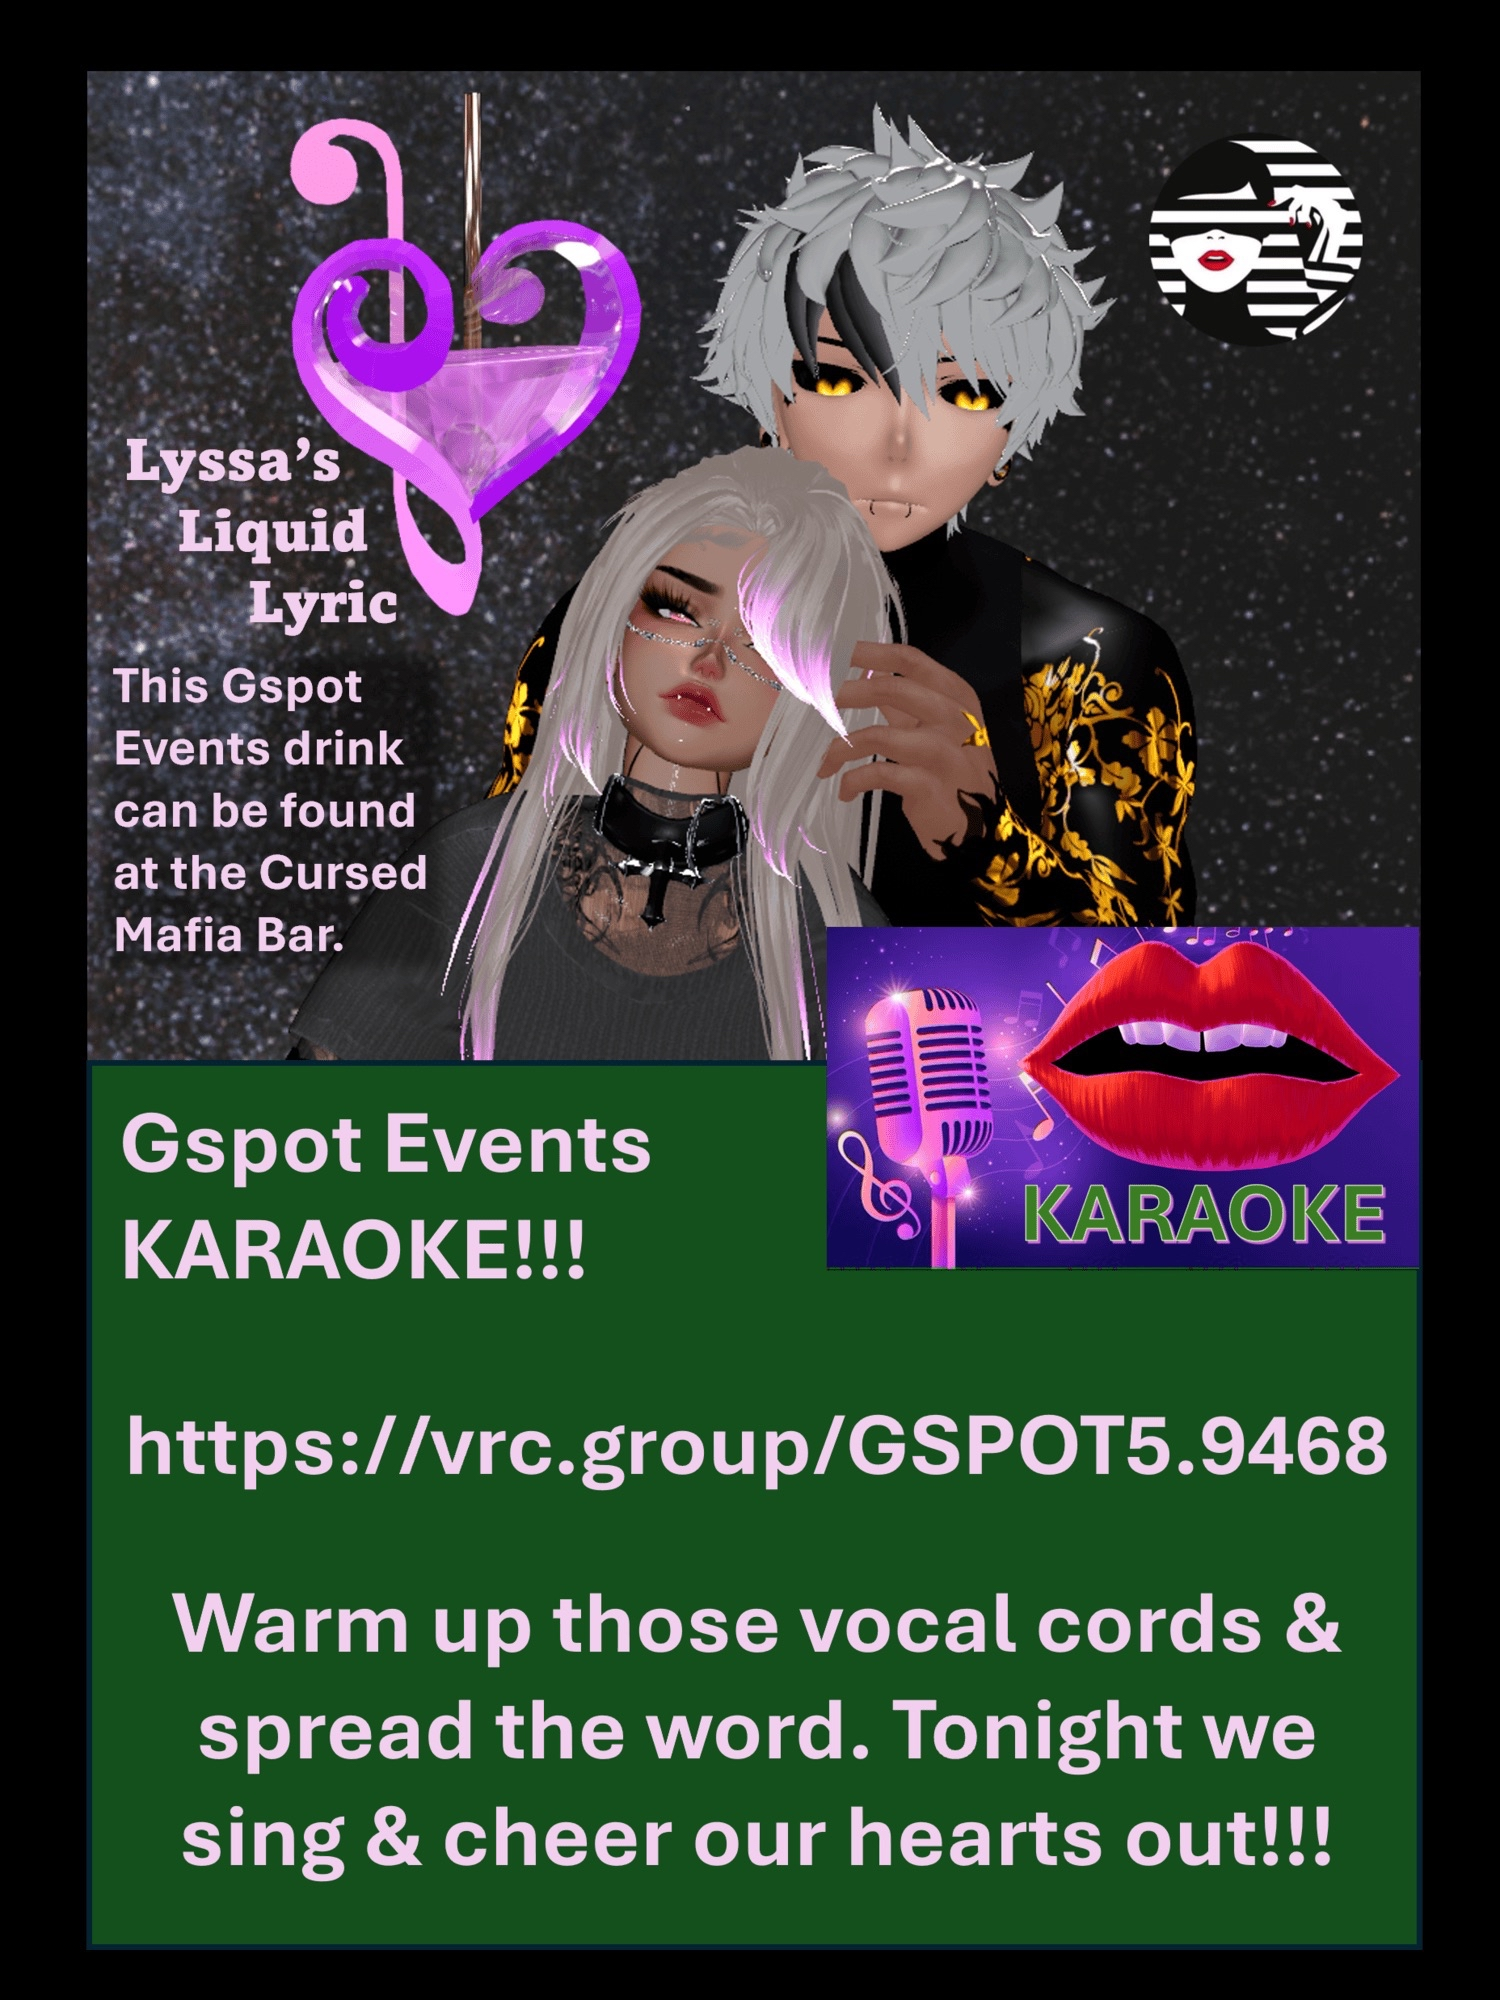 Lyssa's
Liquid
Lyric
This Gspot
Events drink
can be found
at the Cursed
Mafia Bar.
KARAOKE
Gspot Events
KARAOKE!!!
https://vrc.group/GSPOT5.9468
Warm up those vocal cords &
spread the word. Tonight we
sing & cheer our hearts out!!!